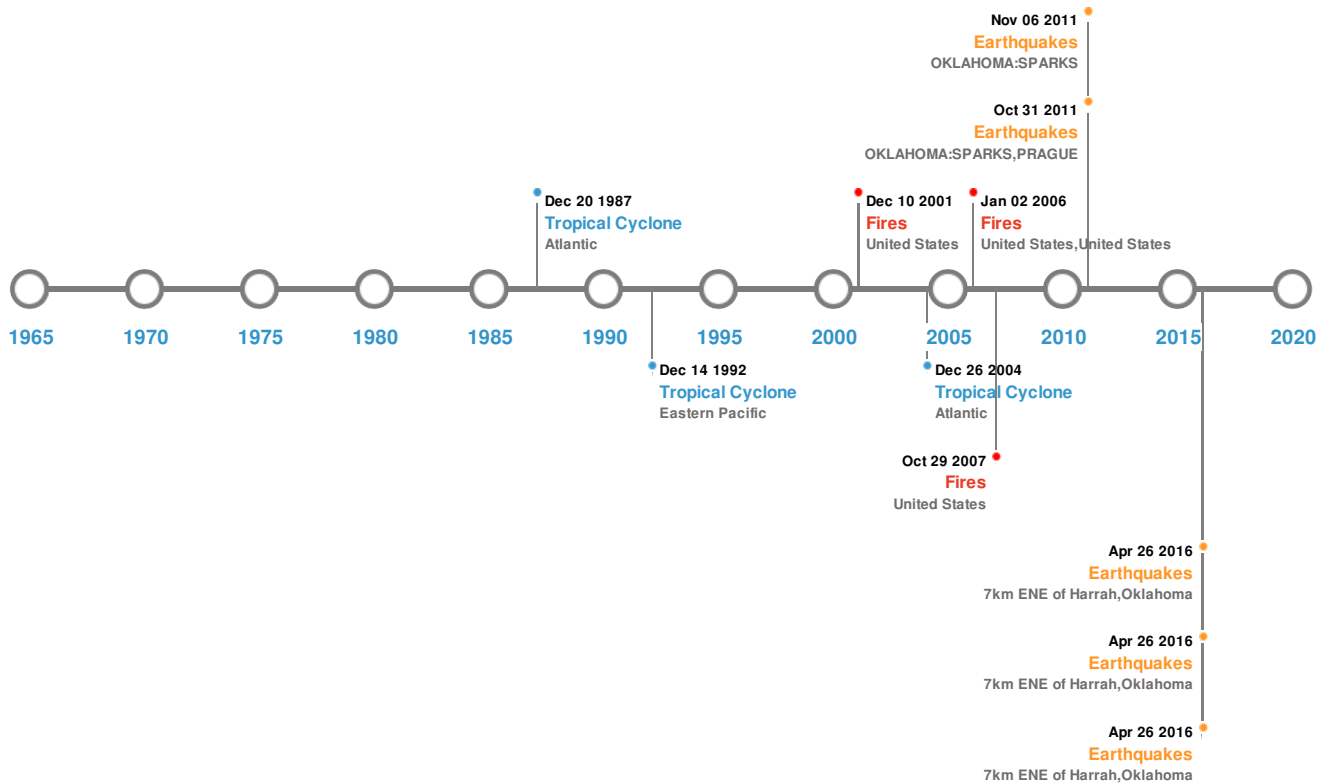 Nov 06 2011
Earthquakes
OKLAHOMA:SPARKS
Oct 31 2011
Earthquakes
OKLAHOMA:SPARKS,PRAGUE
Dec 20 1987
Tropical Cyclone
Atlantic
Dec 10 2001
Fires
United States
Jan 02 2006
Fires
United States,United States
1965 1970 1975 1980 1985 1990 1995 2000 2005 2010 2015 2020
Dec 14 1992
Tropical Cyclone
Eastern Pacific
Dec 26 2004
Tropical Cyclone
Atlantic
Oct 29 2007
Fires
United States
Apr 26 2016
Earthquakes
7km ENE of Harrah,Oklahoma
Apr 26 2016
Earthquakes
7km ENE of Harrah,Oklahoma
Apr 26 2016
Earthquakes
7km ENE of Harrah,Oklahoma